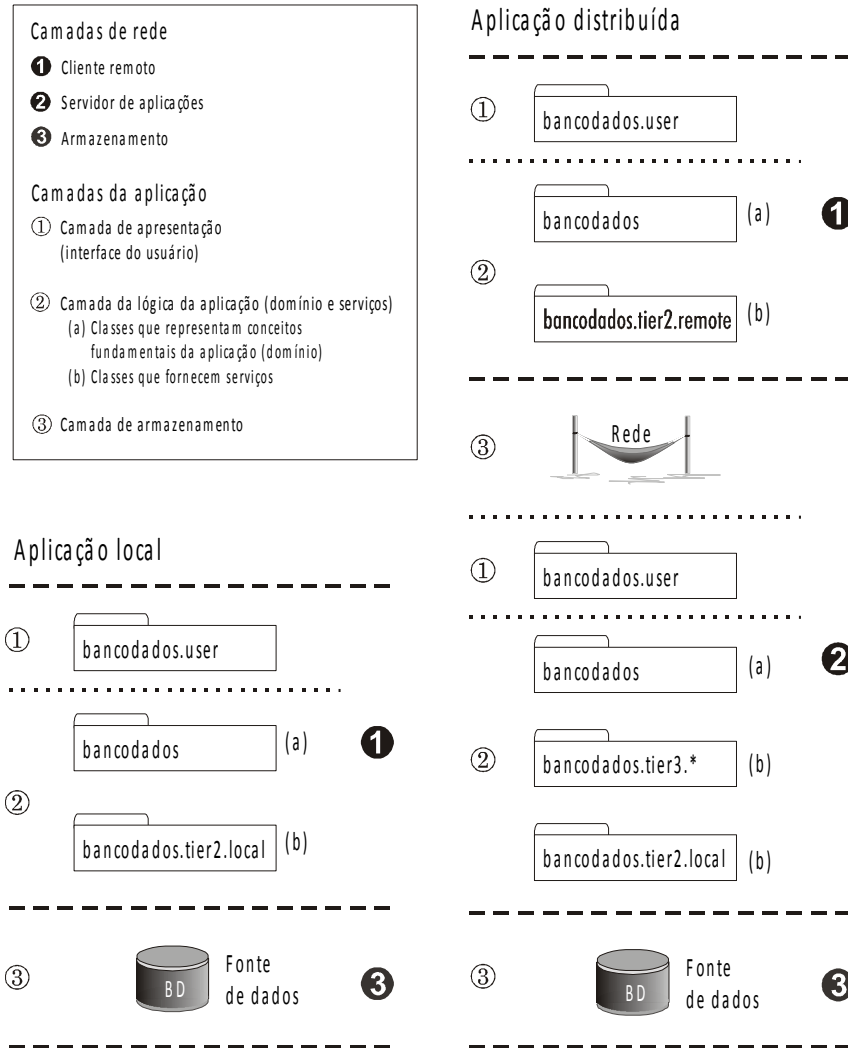 Camadas de rede
❶ Cliente remoto
❷ Servidor de aplicações
❸ Armazenamento
Camadas da aplicação
① Camada de apresentação
(interface do usuário)
② Camada da lógica da aplicação (domínio e serviços)
(a) Classes que representam conceitos
fundamentais da aplicação (domínio)
(b) Classes que fornecem serviços
③ Camada de armazenamento
Aplicação local
① bancodados.user
bancodados (a) ❶
②
bancodados.tier2.local (b)
③ BD Fonte
de dados ❸
Aplicação distribuída
① bancodados.user
bancodados (a) ❶
②
bancodados.tier2.remote (b)
③ Rede
① bancodados.user
bancodados (a) ❷
② bancodados.tier3.* (b)
bancodados.tier2.local (b)
③ BD Fonte
de dados ❸